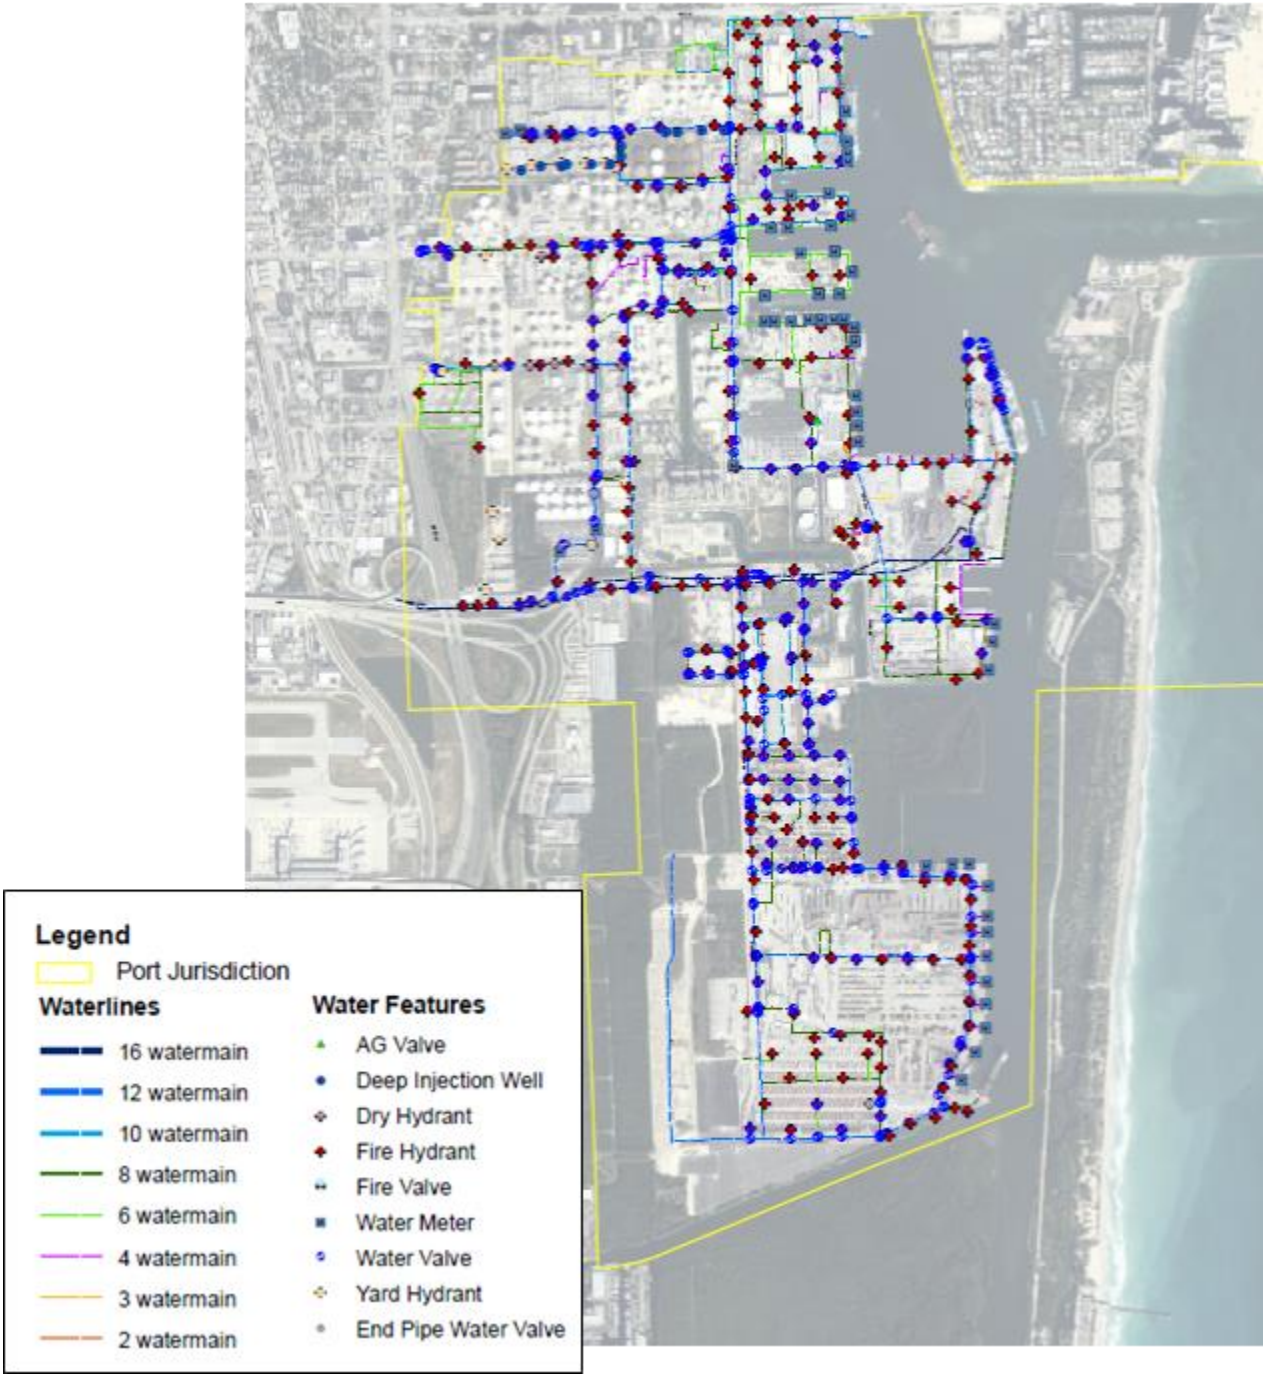 Legend
Port Jurisdiction
Waterlines
16 watermain
12 watermain
10 watermain
8 watermain
6 watermain
4 watermain
3 watermain
2 watermain
Water Features
AG Valve
Deep Injection Well
Dry Hydrant
Fire Hydrant
Fire Valve
Water Meter
Water Valve
Yard Hydrant
End Pipe Water Valve